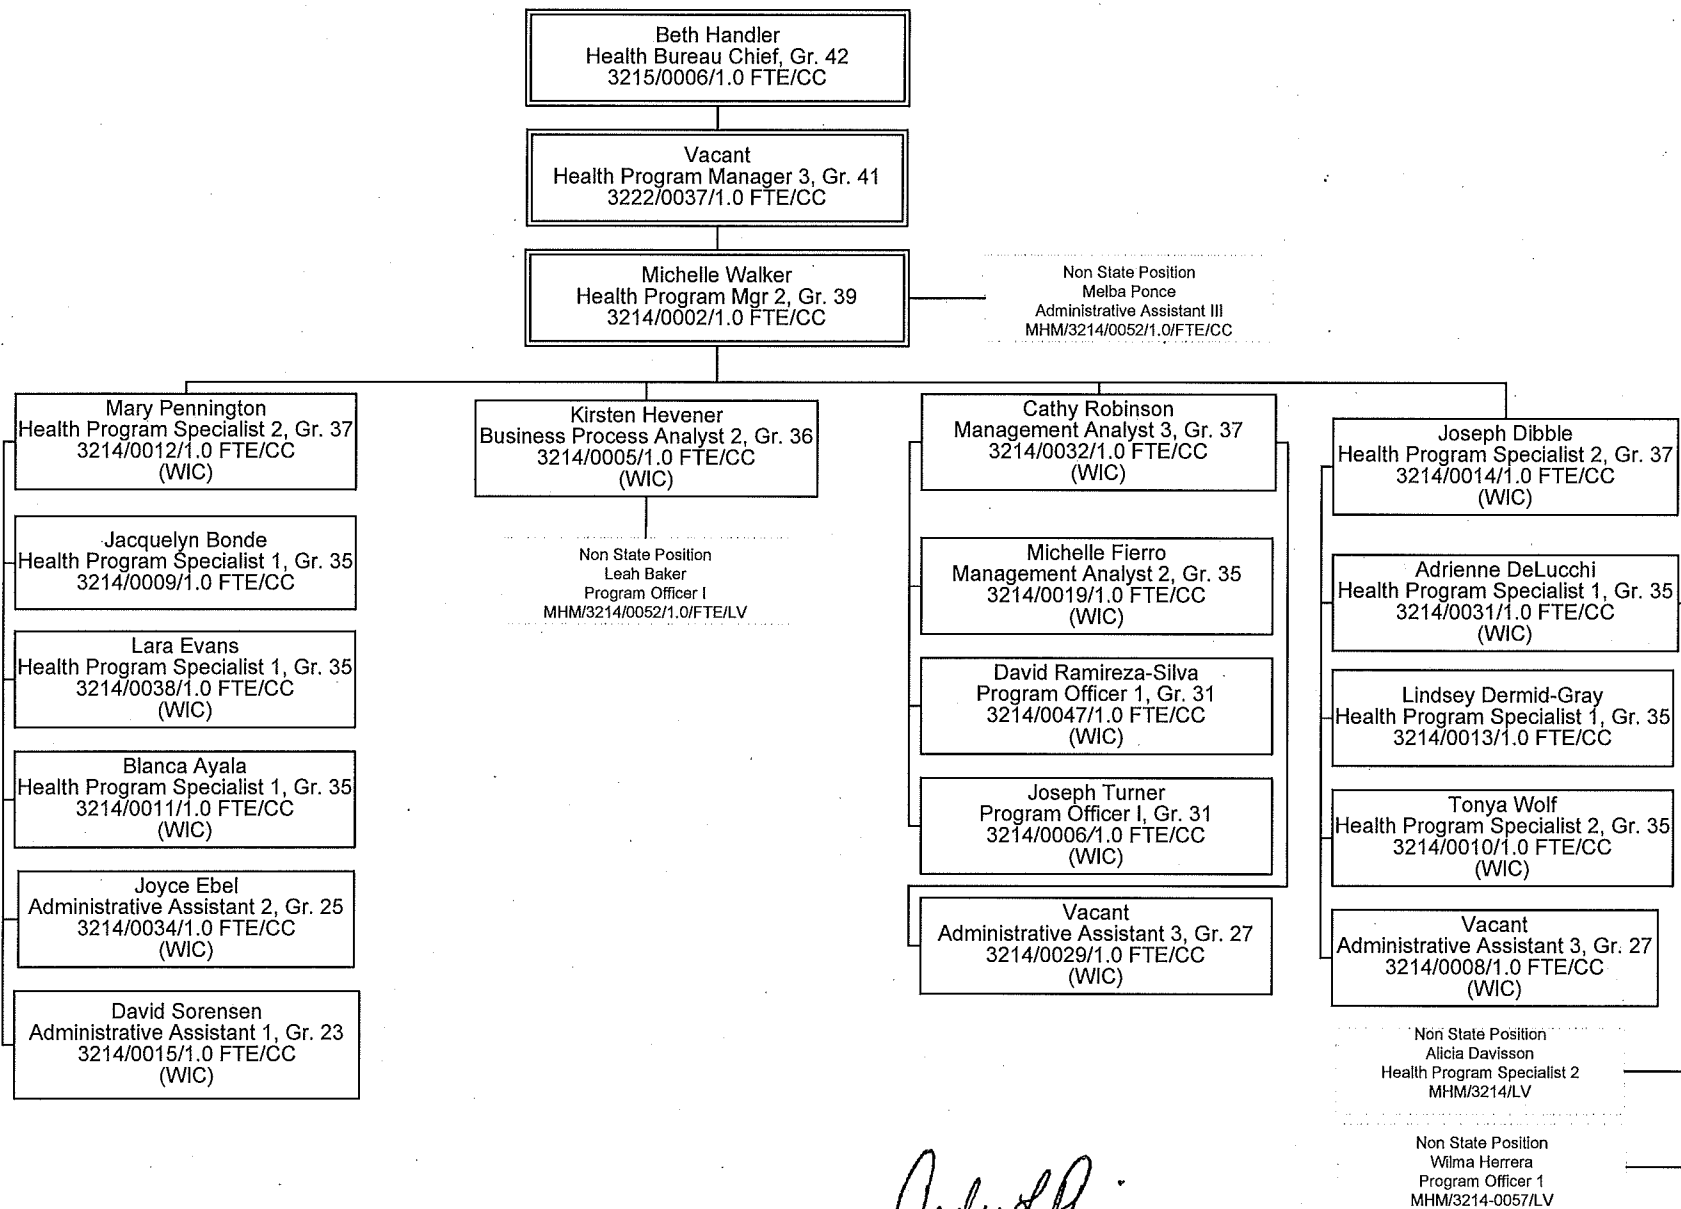 Beth Handler
Health Bureau Chief, Gr. 42
3215/0006/1.0 FTE/CC
Vacant
Health Program Manager 3, Gr. 41
3222/0037/1.0 FTE/CC
Michelle Walker
Health Program Mgr 2, Gr. 39
3214/0002/1.0 FTE/CC
Non State Position
Melba Ponce
Administrative Assistant III
MHM/3214/0052/1.0/FTE/CC
Mary Pennington
Health Program Specialist 2, Gr. 37
3214/0012/1.0 FTE/CC
(WIC)
Jacquelyn Bonde
Health Program Specialist 1, Gr. 35
3214/0009/1.0 FTE/CC
Lara Evans
Health Program Specialist 1, Gr. 35
3214/0038/1.0 FTE/CC
(WIC)
Blanca Ayala
Health Program Specialist 1, Gr. 35
3214/0011/1.0 FTE/CC
(WIC)
Joyce Ebel
Administrative Assistant 2, Gr. 25
3214/0034/1.0 FTE/CC
(WIC)
David Sorensen
Administrative Assistant 1, Gr. 23
3214/0015/1.0 FTE/CC
(WIC)
Kirsten Hevener
Business Process Analyst 2, Gr. 36
3214/0005/1.0 FTE/CC
(WIC)
Non State Position
Leah Baker
Program Officer I
MHM/3214/0052/1.0/FTE/LV
Cathy Robinson
Management Analyst 3, Gr. 37
3214/0032/1.0 FTE/CC
(WIC)
Michelle Fierro
Management Analyst 2, Gr. 35
3214/0019/1.0 FTE/CC
(WIC)
David Ramireza-Silva
Program Officer 1, Gr. 31
3214/0047/1.0 FTE/CC
(WIC)
Joseph Turner
Program Officer I, Gr. 31
3214/0006/1.0 FTE/CC
(WIC)
Vacant
Administrative Assistant 3, Gr. 27
3214/0029/1.0 FTE/CC
(WIC)
Joseph Dibble
Health Program Specialist 2, Gr. 37
3214/0014/1.0 FTE/CC
(WIC)
Adrienne DeLucchi
Health Program Specialist 1, Gr. 35
3214/0031/1.0 FTE/CC
(WIC)
Lindsey Dermid-Gray
Health Program Specialist 1, Gr. 35
3214/0013/1.0 FTE/CC
Tonya Wolf
Health Program Specialist 2, Gr. 35
3214/0010/1.0 FTE/CC
(WIC)
Vacant
Administrative Assistant 3, Gr. 27
3214/0008/1.0 FTE/CC
(WIC)
Non State Position
Alicia Davisson
Health Program Specialist 2
MHM/3214/LV
Non State Position
Wilma Herrera
Program Officer 1
MHM/3214-0057/LV